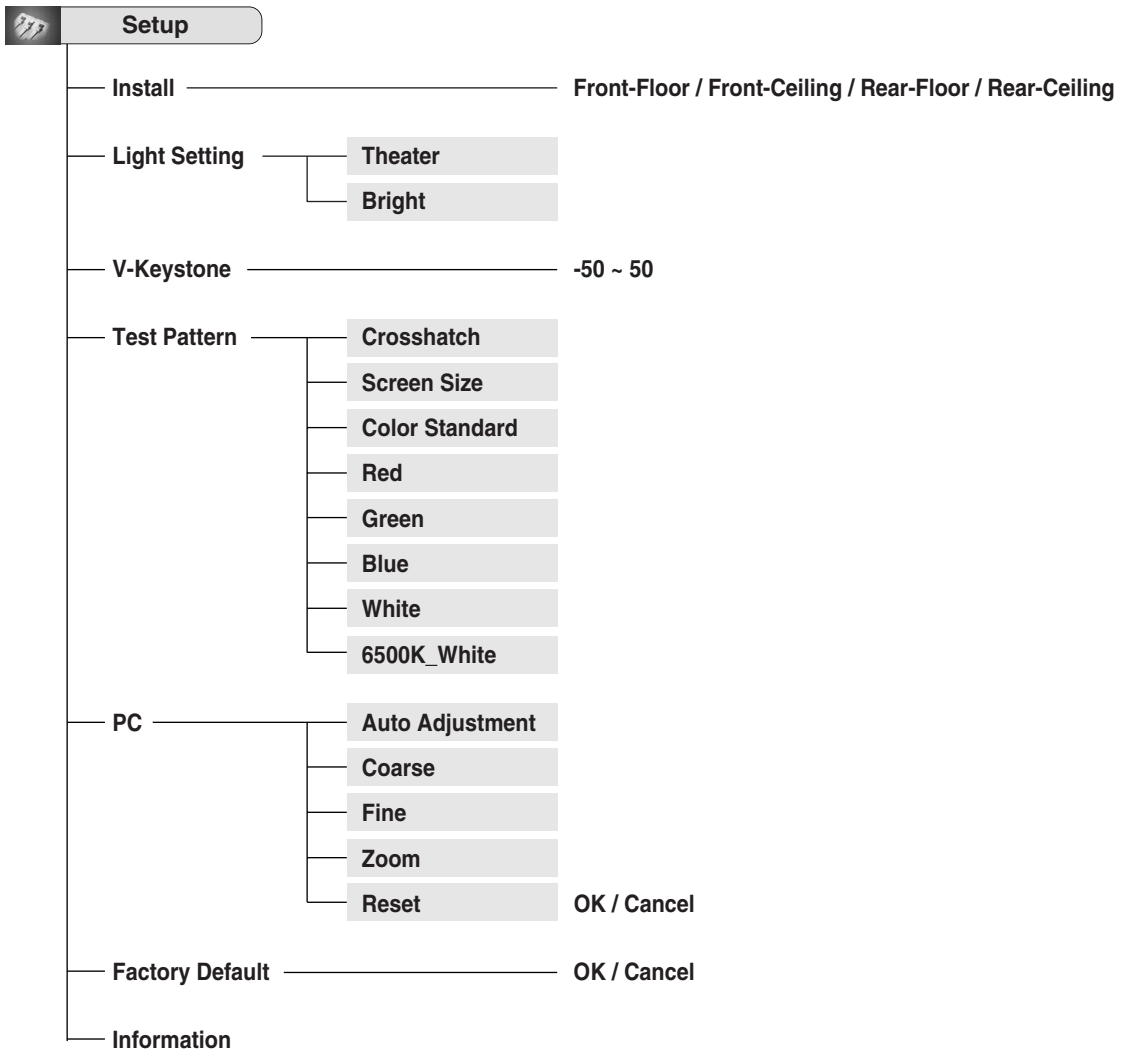 Setup
Install Front-Floor / Front-Ceiling / Rear-Floor / Rear-Ceiling
Light Setting Theater
Bright
V-Keystone -50 ~ 50
Test Pattern Crosshatch
Screen Size
Color Standard
Red
Green
Blue
White
6500K_White
PC Auto Adjustment
Coarse
Fine
Zoom
Reset OK / Cancel
Factory Default OK / Cancel
Information